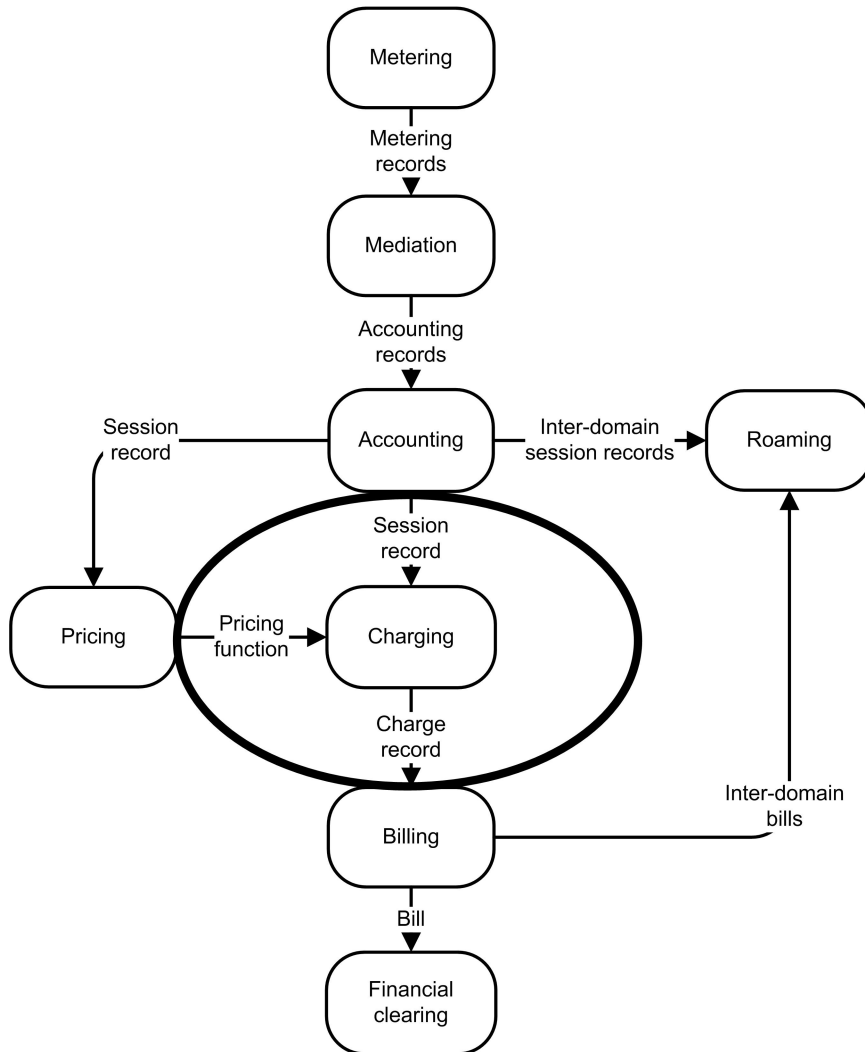 Metering
Metering
records
Mediation
Accounting
records
Session
record
Accounting
Inter-domain
session records
Roaming
Session
record
Pricing
Pricing
function
Charging
Charge
record
Inter-domain
bills
Billing
Bill
Financial
clearing